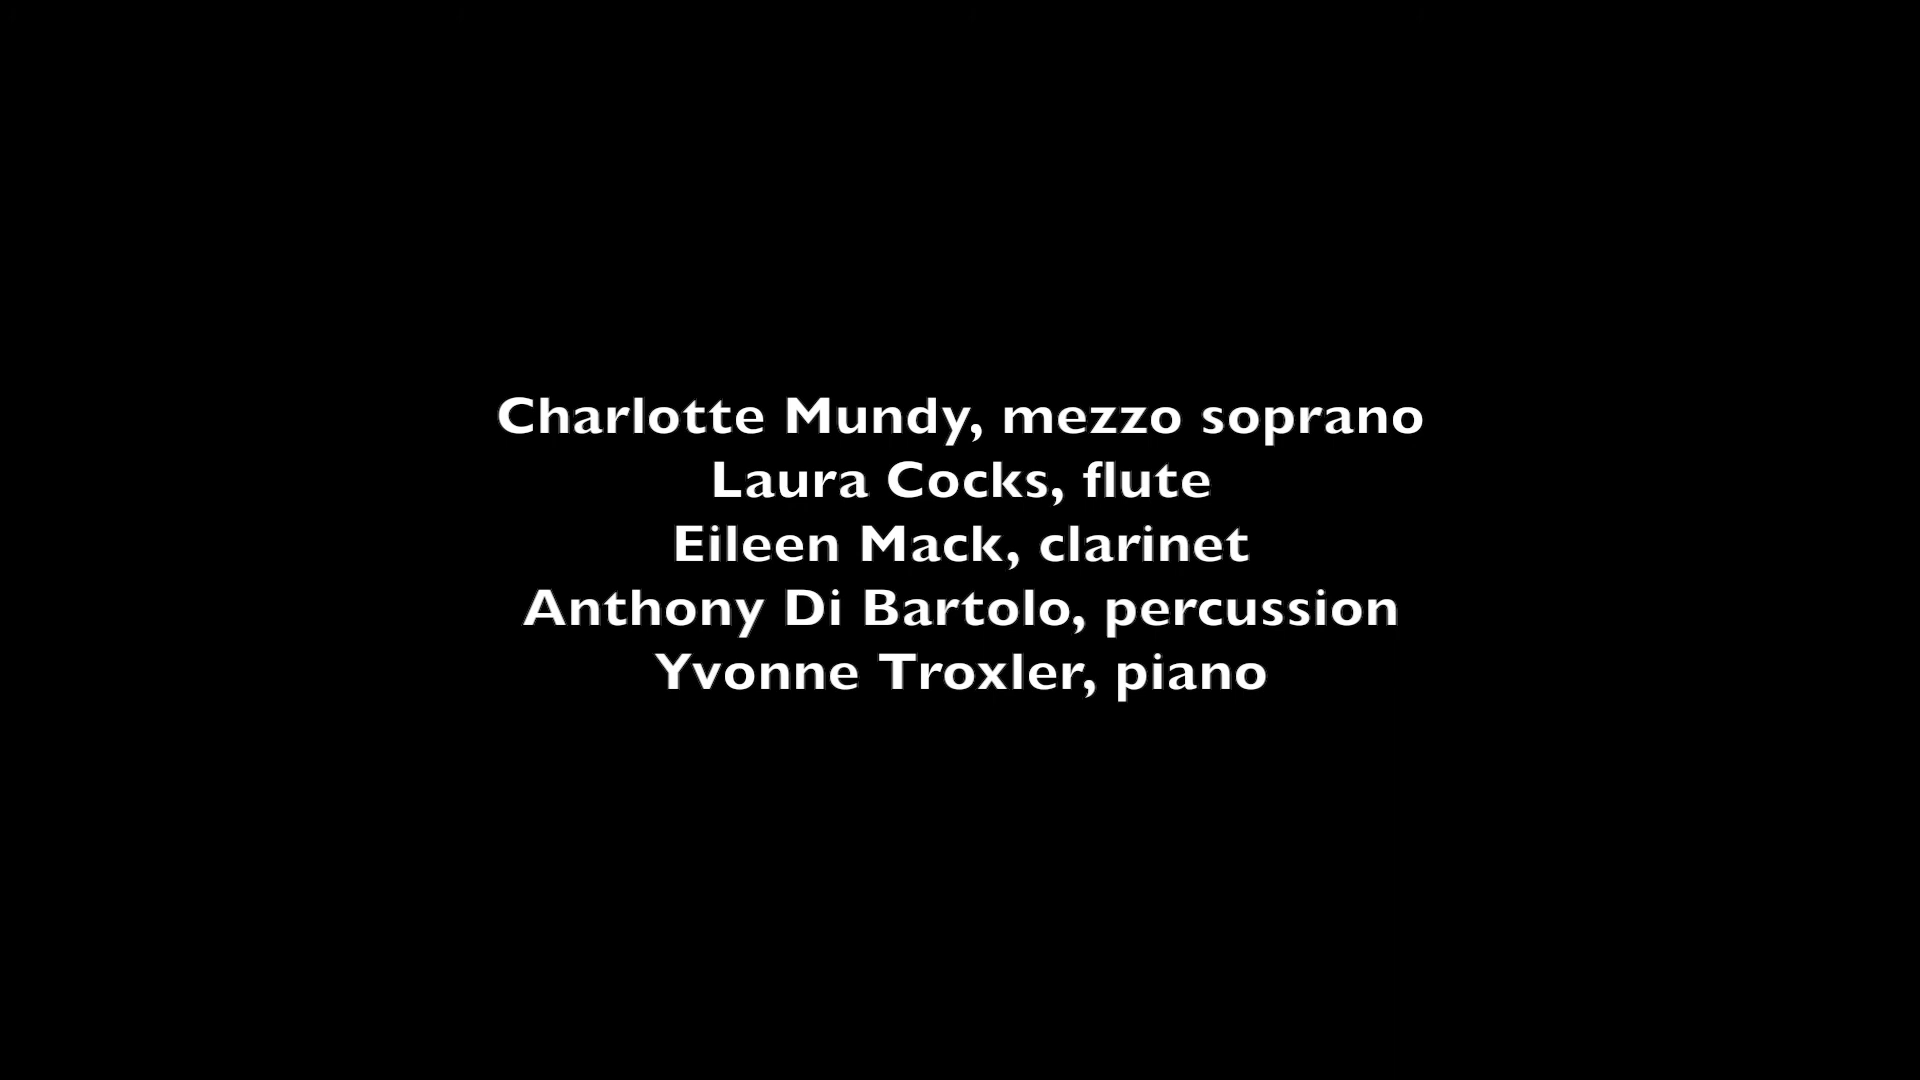 Charlotte Mundy, mezzo soprano
Laura Cocks, flute
Eileen Mack, clarinet
Anthony Di Bartolo, percussion
Yvonne Troxler, piano